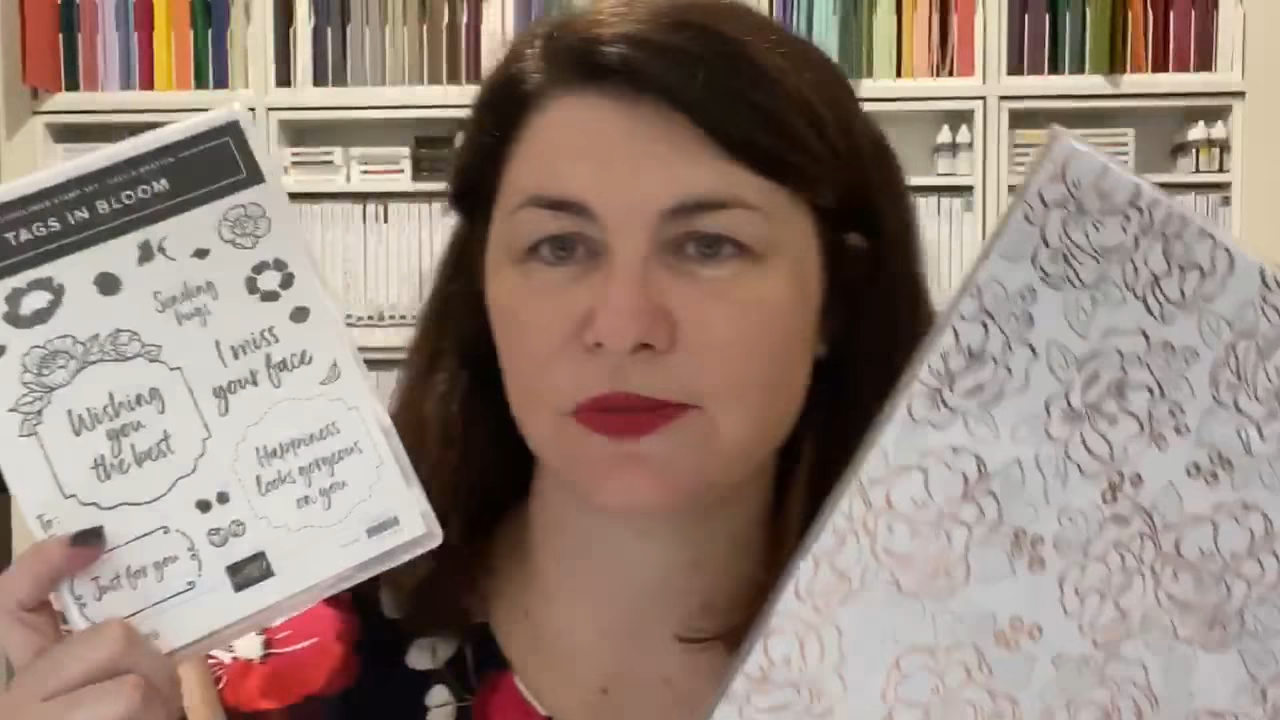 TAGS IN BLOOM
Sending
hugs
I miss
your face
Wishing
you
the best
Happiness
looks gorgeous
on you
To:
Just for you